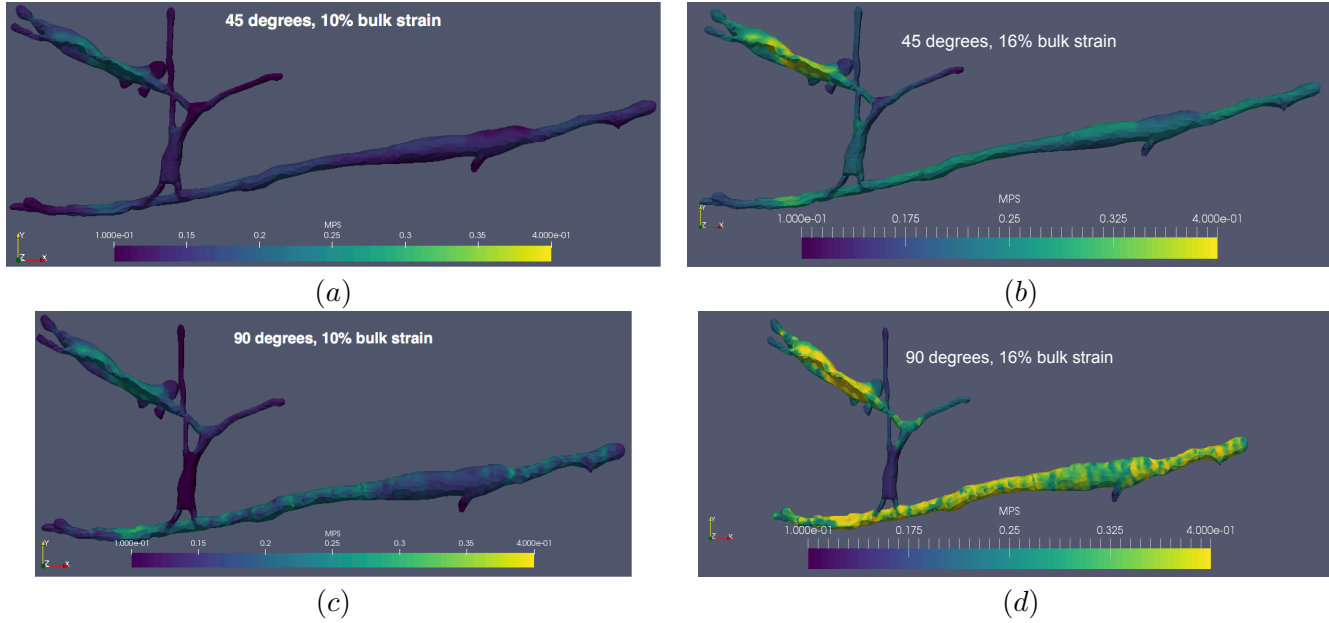 45 degrees, 10% bulk strain
MPS
1.000e-01 0.15 0.2 0.25 0.3 0.35 4.000e-01
Y
Z X
(a)
45 degrees, 16% bulk strain
MPS
1.000e-01 0.175 0.25 0.325 4.000e-01
Y
Z X
(b)
90 degrees, 10% bulk strain
MPS
1.000e-01 0.15 0.2 0.25 0.3 0.35 4.000e-01
Y
Z X
(c)
90 degrees, 16% bulk strain
MPS
1.000e-01 0.175 0.25 0.325 4.000e-01
Y
Z X
(d)